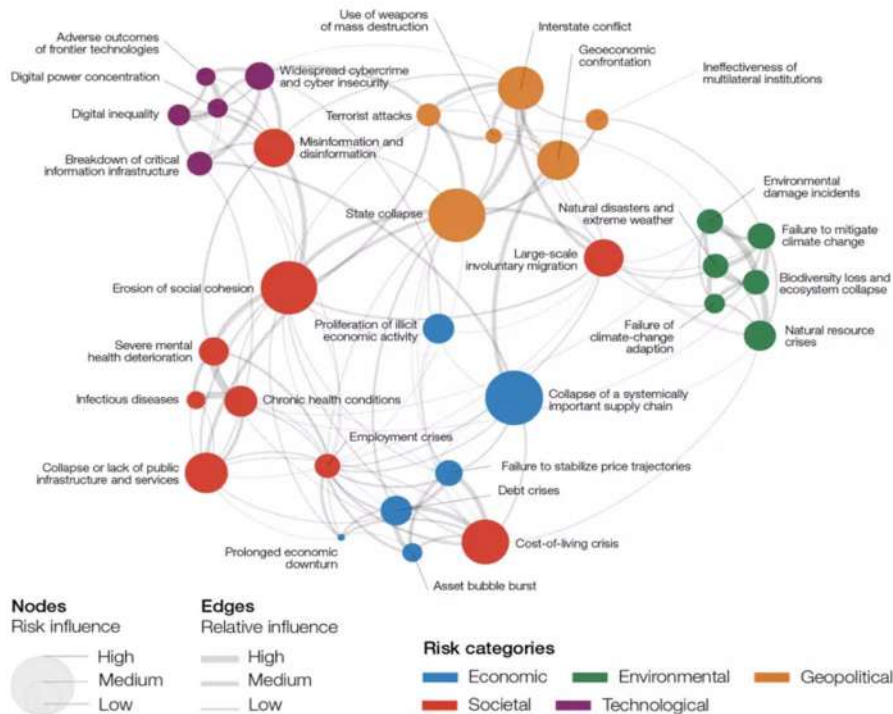 Use of weapons
of mass destruction
Interstate conflict
Adverse outcomes
of frontier technologies
Geoeconomic
confrontation
Ineffectiveness of
multilateral institutions
Digital power concentration
Widespread cybercrime
and cyber insecurity
Digital inequality
Terrorist attacks
Misinformation and
disinformation
Breakdown of critical
information infrastructure
Environmental
damage incidents
Natural disasters and
extreme weather
State collapse
Failure to mitigate
climate change
Large-scale
involuntary migration
Biodiversity loss and
ecosystem collapse
Erosion of social cohesion
Proliferation of illicit
economic activity
Failure of
climate-change
adaption
Natural resource
crises
Severe mental
health deterioration
Infectious diseases
Chronic health conditions
Collapse of a systemically
important supply chain
Employment crises
Collapse or lack of public
infrastructure and services
Failure to stabilize price trajectories
Debt crises
Cost-of-living crisis
Prolonged economic
downturn
Asset bubble burst
Nodes
Risk influence
High
Medium
Low
Edges
Relative influence
High
Medium
Low
Risk categories
Economic
Environmental
Geopolitical
Societal
Technological